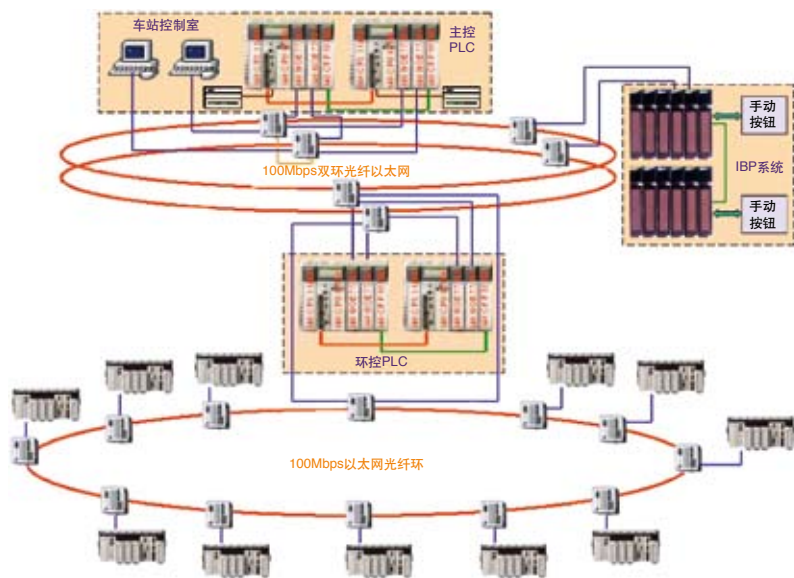 车站控制室
主控
PLC
手动
按钮
IBP系统
手动
按钮
100Mbps双环光纤以太网
环控PLC
100Mbps以太网光纤环